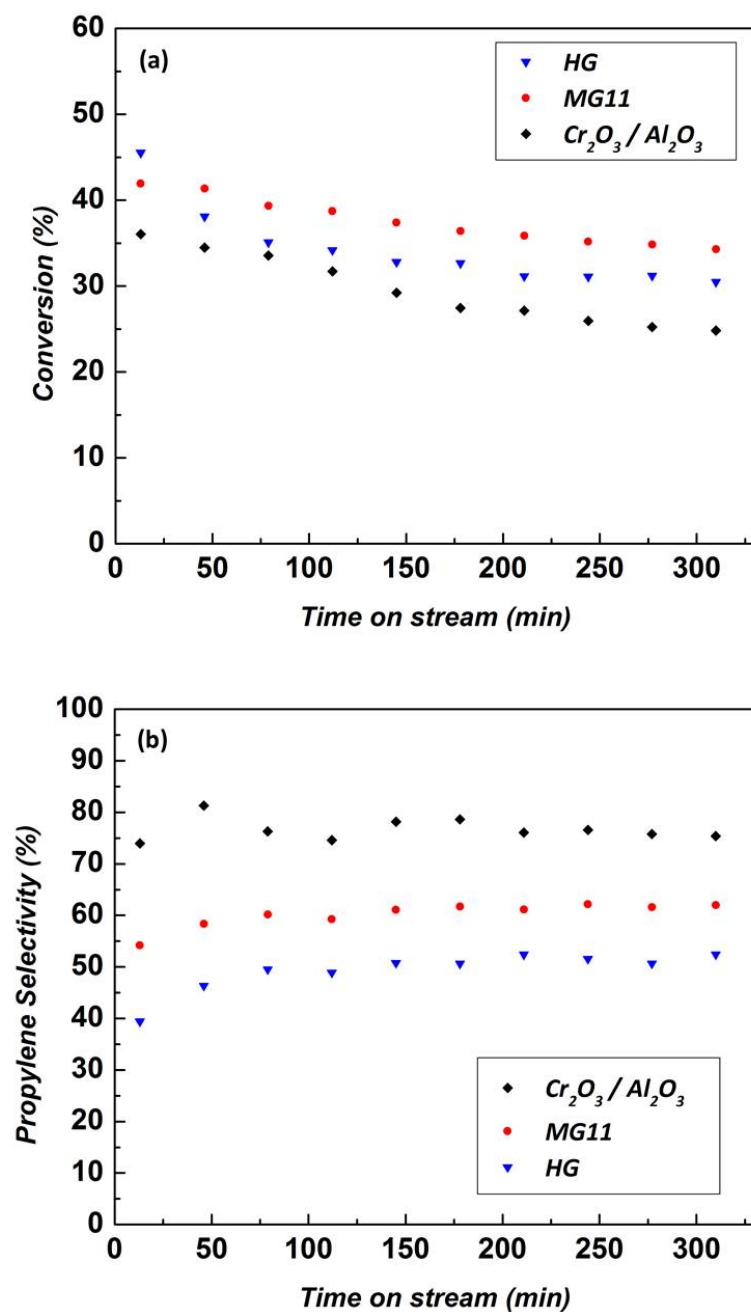 60
(a)
HG
MG11
Cr₂O₃ / Al₂O₃
50
40
30
20
10
0
Conversion (%)
0 50 100 150 200 250 300
Time on stream (min)
100
(b)
90
80
70
60
50
40
30
20
10
0
Propylene Selectivity (%)
Cr₂O₃ / Al₂O₃
MG11
HG
0 50 100 150 200 250 300
Time on stream (min)